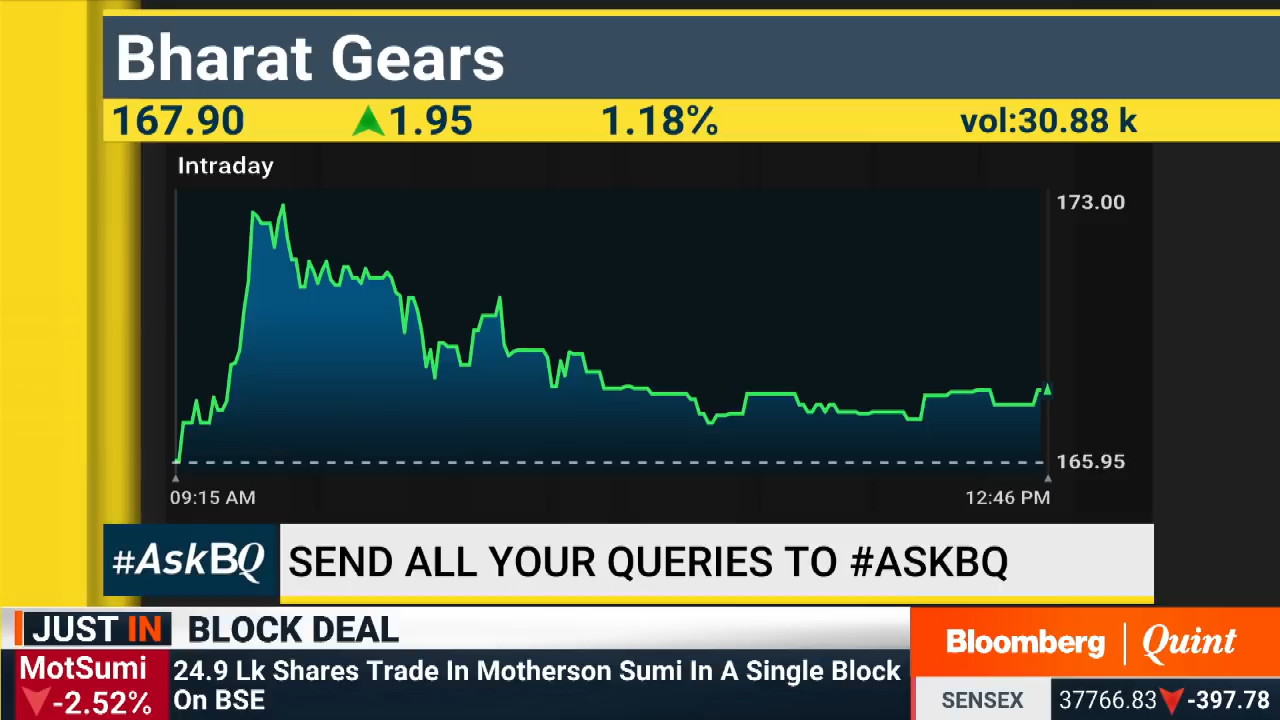 Bharat Gears
167.90 ▲1.95 1.18% vol:30.88 k
Intraday
173.00
165.95
09:15 AM 12:46 PM
#AskBQ SEND ALL YOUR QUERIES TO #ASKBQ
JUST IN BLOCK DEAL
MotSumi
▼-2.52%
24.9 Lk Shares Trade In Motherson Sumi In A Single Block
On BSE
Bloomberg | Quint
SENSEX 37766.83▼-397.78